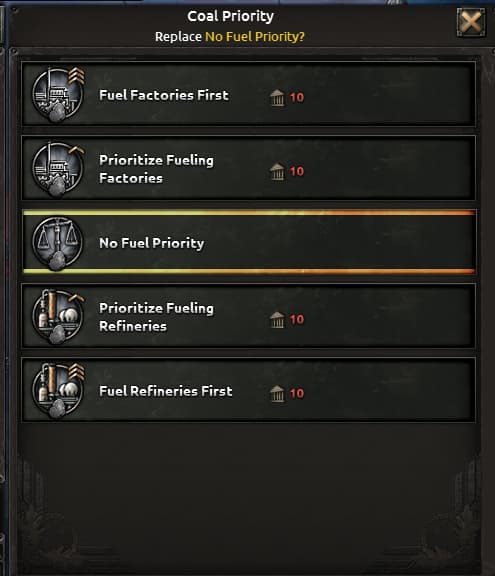 Coal Priority
Replace No Fuel Priority?
Fuel Factories First 10
Prioritize Fueling
Factories 10
No Fuel Priority
Prioritize Fueling
Refineries 10
Fuel Refineries First 10